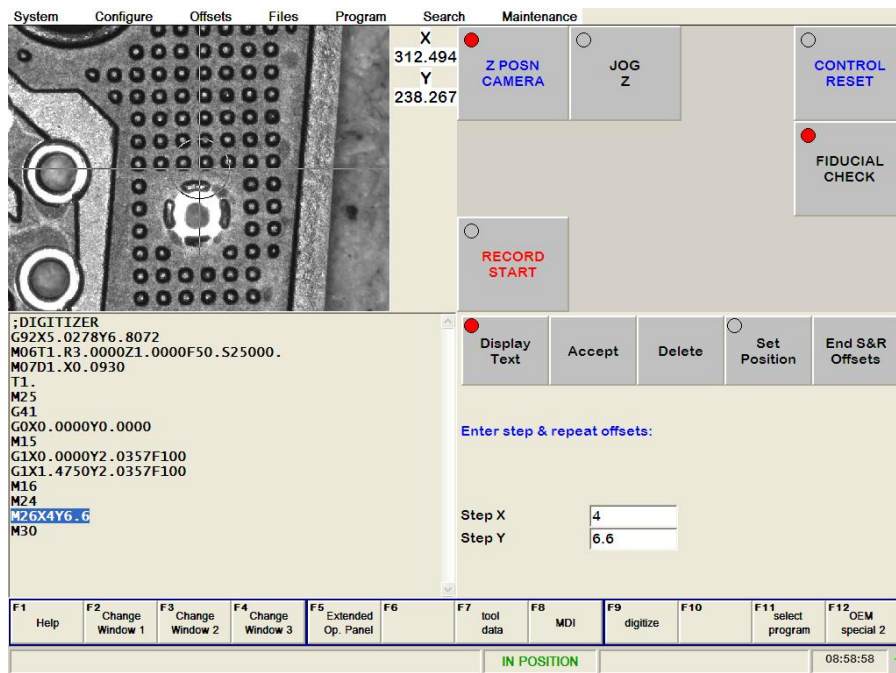 System Configure Offsets Files Program Search Maintenance
X
312.494
Y
238.267
Z POSN
CAMERA
JOG
Z
CONTROL
RESET
FIDUCIAL
CHECK
RECORD
START
;DIGITIZER
G92X5.0278Y6.8072
M06T1.R3.0000Z1.0000F50.S25000.
M07D1.X0.0930
T1.
M25
G41
G0X0.0000Y0.0000
M15
G1X0.0000Y2.0357F100
G1X1.4750Y2.0357F100
M16
M24
M26X4Y6.6
M30
Display
Text
Accept
Delete
Set
Position
End S&R
Offsets
Enter step & repeat offsets:
Step X 4
Step Y 6.6
F1
Help
F2
Change
Window 1
F3
Change
Window 2
F4
Change
Window 3
F5
Extended
Op. Panel
F6
F7
tool
data
F8
MDI
F9
digitize
F10
F11
select
program
F12
OEM
special 2
IN POSITION
08:58:58